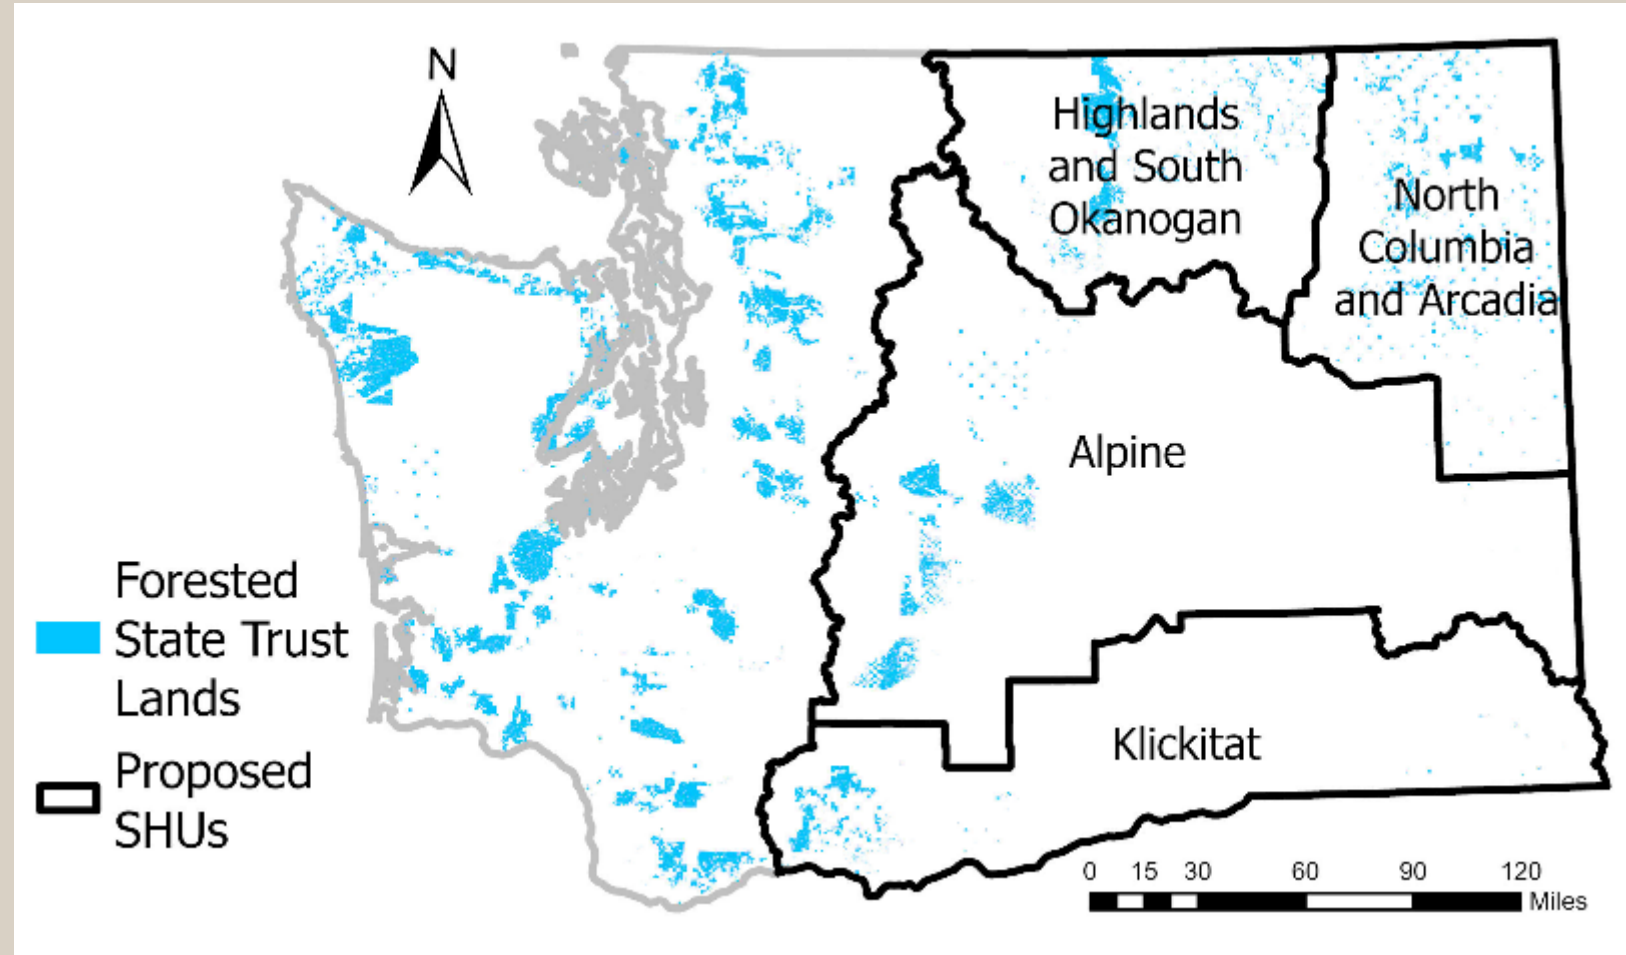 N
Highlands
and South
Okanogan
North
Columbia
and Arcadia
Alpine
Klickitat
Forested
State Trust
Lands
Proposed
SHUs
0 15 30 60 90 120
Miles